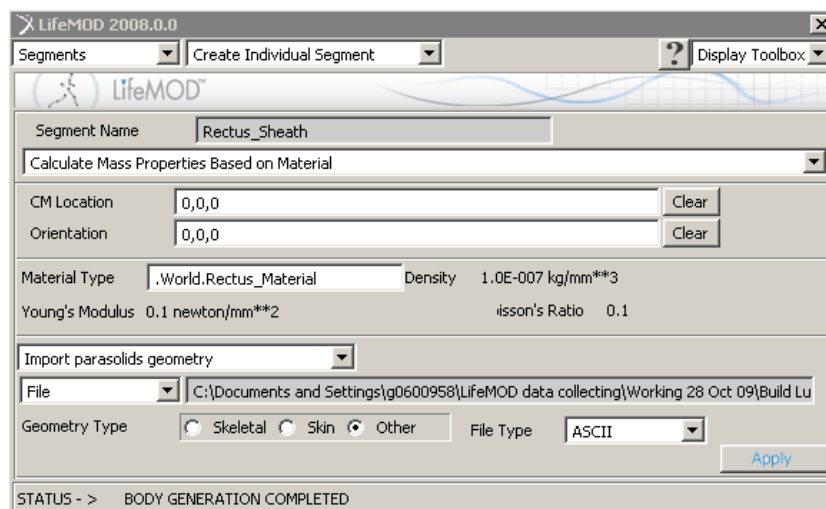 LifeMOD 2008.0.0
Segments Create Individual Segment ? Display Toolbox
LifeMOD™
Segment Name Rectus_Sheath
Calculate Mass Properties Based on Material
CM Location 0,0,0 Clear
Orientation 0,0,0 Clear
Material Type .World.Rectus_Material Density 1.0E-007 kg/mm**3
Young's Modulus 0.1 newton/mm**2 isson's Ratio 0.1
Import parasolids geometry
File C:\Documents and Settings\g0600958\LifeMOD data collecting\Working 28 Oct 09\Build Lu
Geometry Type Skeletal Skin Other File Type ASCII
Apply
STATUS - > BODY GENERATION COMPLETED